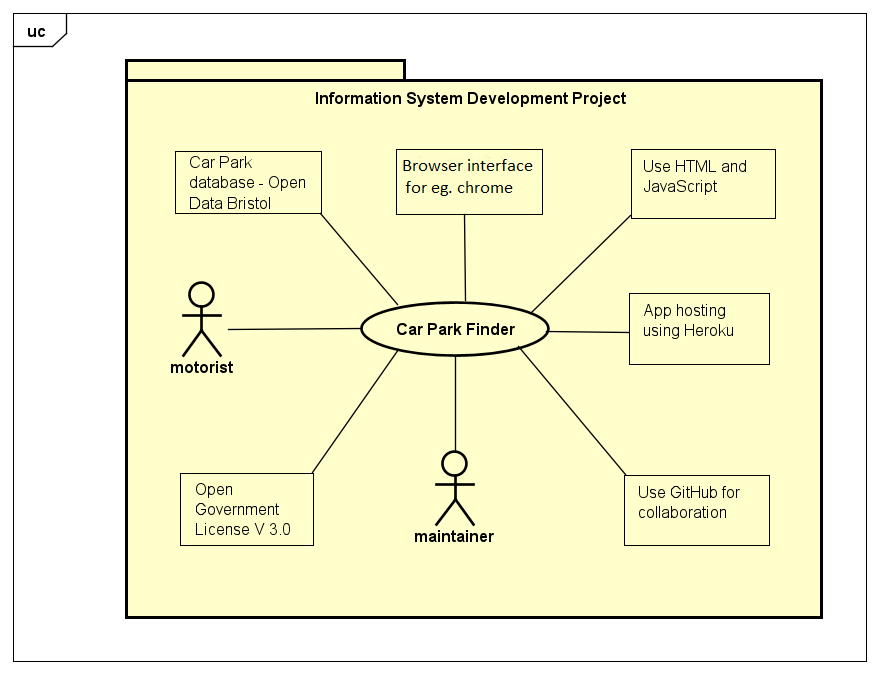 uc
Information System Development Project
Car Park
database - Open
Data Bristol
Browser interface
for eg. chrome
Use HTML and
JavaScript
motorist
Car Park Finder
App hosting
using Heroku
Open
Government
License V 3.0
maintainer
Use GitHub for
collaboration